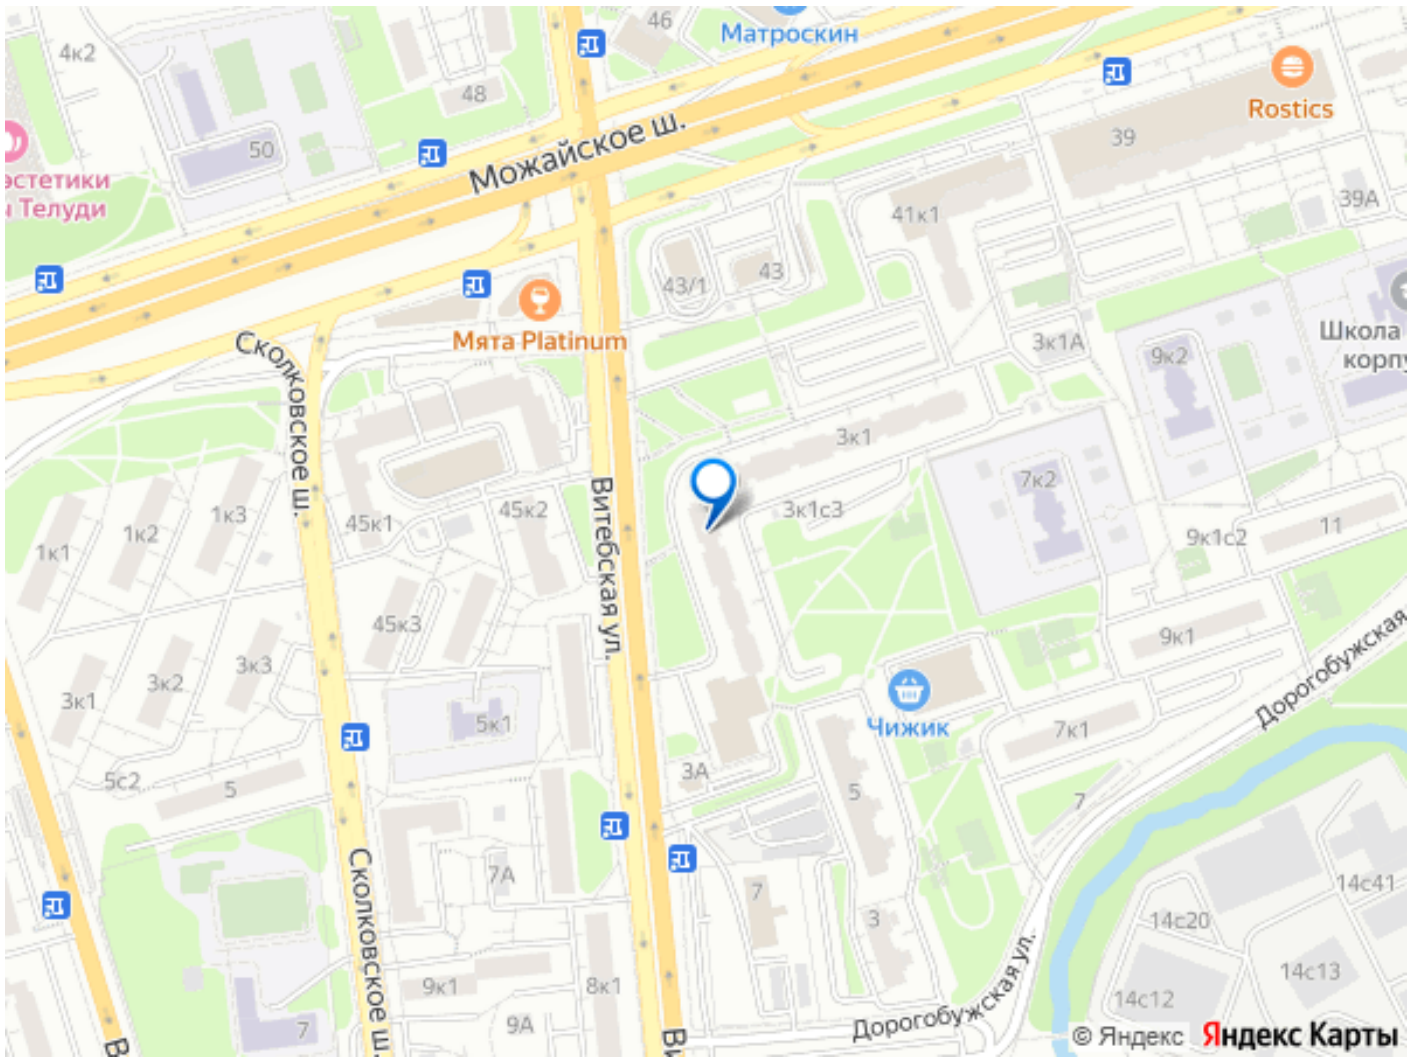 46
Матроскин
4к2
48
Rostics
39
Можайское ш.
50
эстетики
ы Телуди
39А
41к1
43
43/1
Мята Platinum
Школа
корпу
3к1А
9к2
Сколковское ш.
3к1
7к2
Витебская ул.
1к3
1к2
1к1
45к1
45к2
3к1с3
9к1с2
11
45к3
9к1
3к3
3к2
3к1
5к1
Чижик
7к1
Дорогобужская
5с2
5
3А
5
7
Сколковское ш.
7А
7
3
14с41
14с20
14с13
14с12
9к1
8к1
9А
7
В
Ви
Дорогобужская ул.
© Яндекс Яндекс Карты